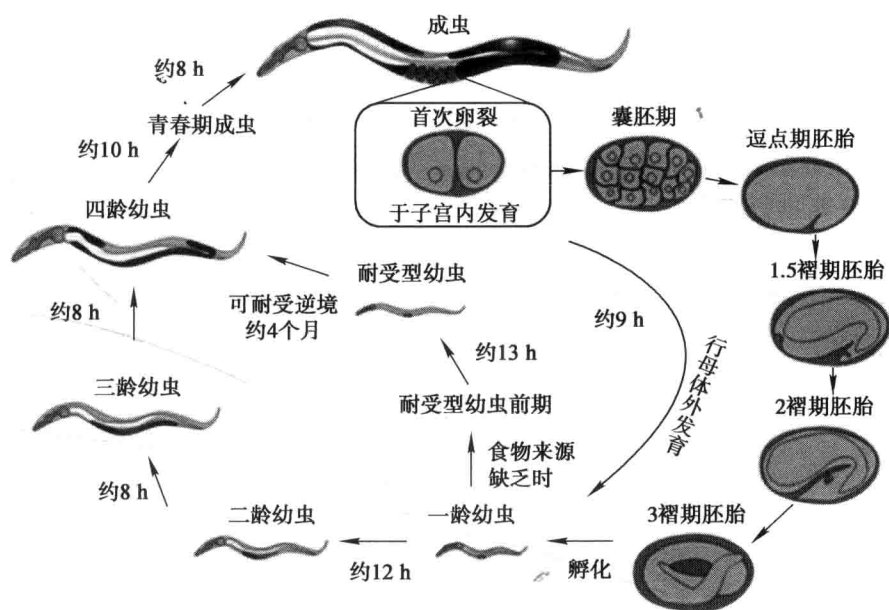 成虫
约8 h
青春期成虫
约10 h
四龄幼虫
首次卵裂
于子宫内发育
囊胚期
逗点期胚胎
1.5褶期胚胎
2褶期胚胎
3褶期胚胎
约9 h
行母体外发育
孵化
一龄幼虫
食物来源
缺乏时
耐受型幼虫前期
约13 h
耐受型幼虫
可耐受逆境
约4个月
约12 h
二龄幼虫
约8 h
三龄幼虫
约8 h